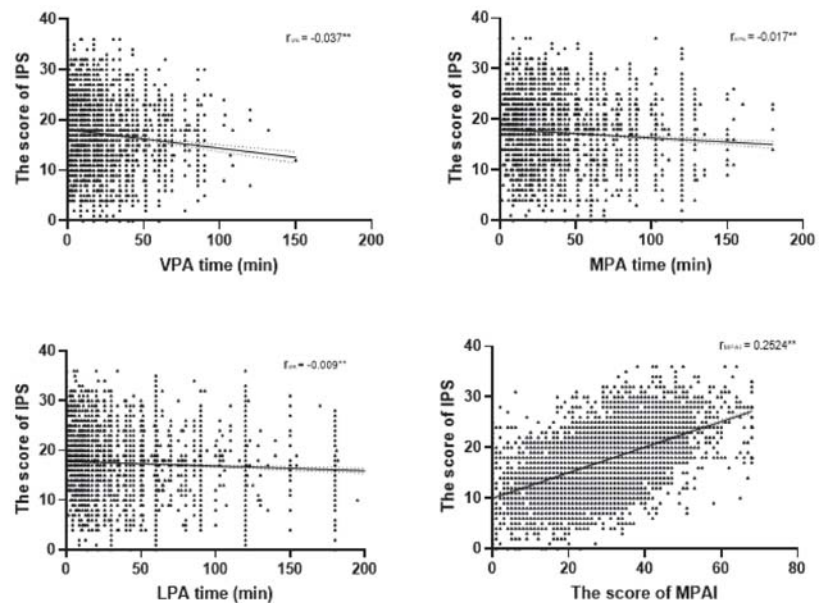 r = -0.037**
40
30
20
10
0
The score of IPS
0 50 100 150 200
VPA time (min)
r = -0.017**
40
30
20
10
0
The score of IPS
0 50 100 150 200
MPA time (min)
r = -0.009**
40
30
20
10
0
The score of IPS
0 50 100 150 200
LPA time (min)
rMPAI = 0.2524**
40
30
20
10
0
The score of IPS
0 20 40 60 80
The score of MPAI